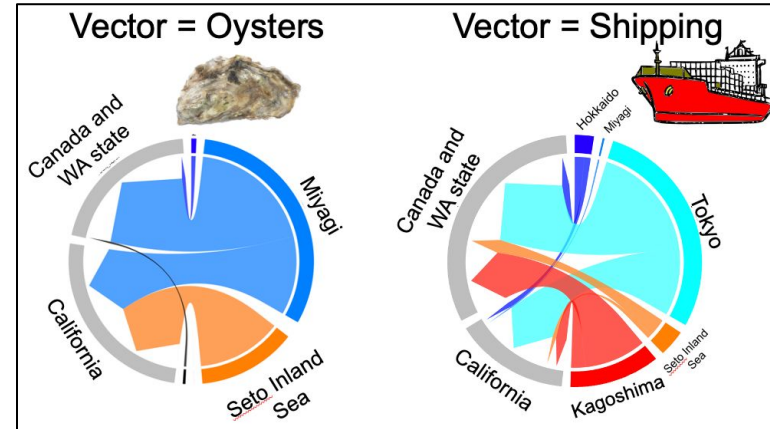 Vector = Oysters
Canada and
WA state
Miyagi
California
Seto Inland
Sea
Vector = Shipping
Hokkaido
Miyagi
Canada and
WA state
Tokyo
California
Kagoshima
Seto Inland
Sea